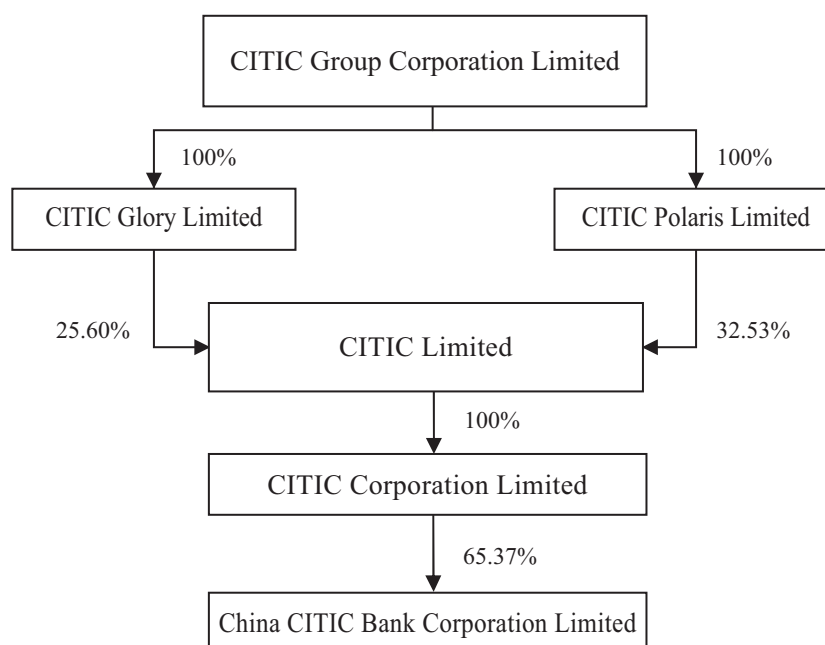 CITIC Group Corporation Limited
100%
100%
CITIC Glory Limited
CITIC Polaris Limited
25.60%
32.53%
CITIC Limited
100%
CITIC Corporation Limited
65.37%
China CITIC Bank Corporation Limited